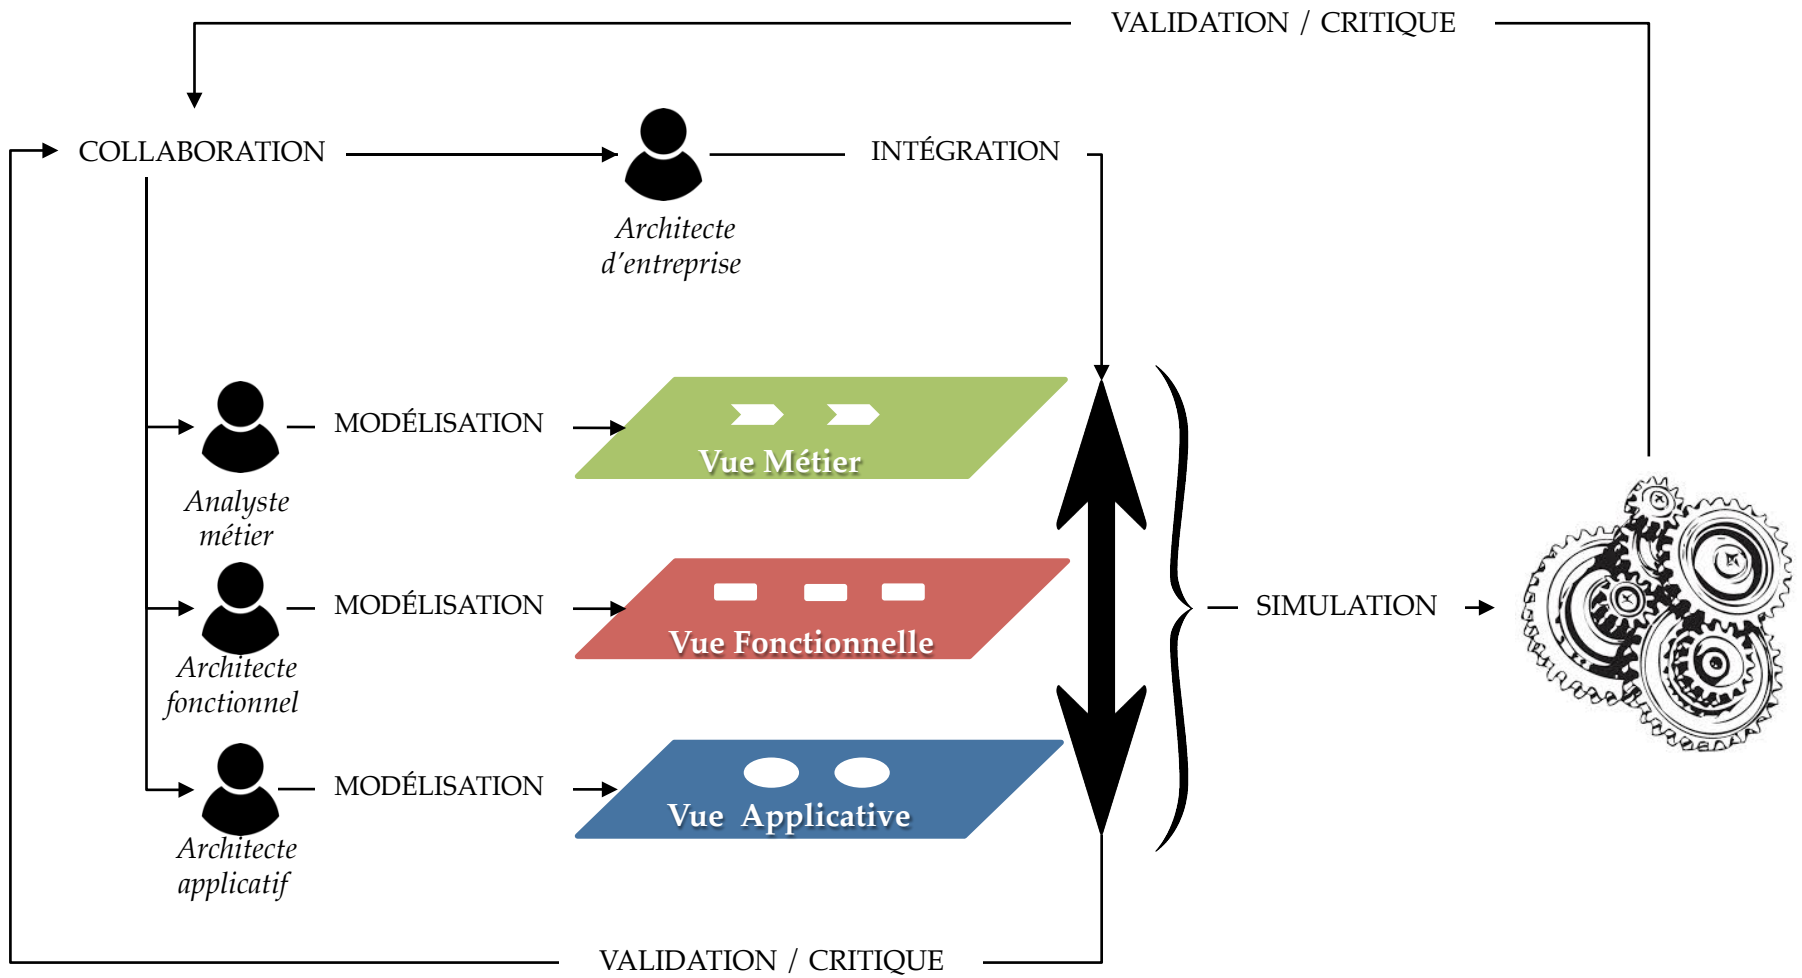 VALIDATION / CRITIQUE
COLLABORATION
INTÉGRATION
Architecte
d'entreprise
MODÉLISATION
Vue Métier
Analyste
métier
MODÉLISATION
SIMULATION
Vue Fonctionnelle
Architecte
fonctionnel
MODÉLISATION
Vue Applicative
Architecte
applicatif
VALIDATION / CRITIQUE